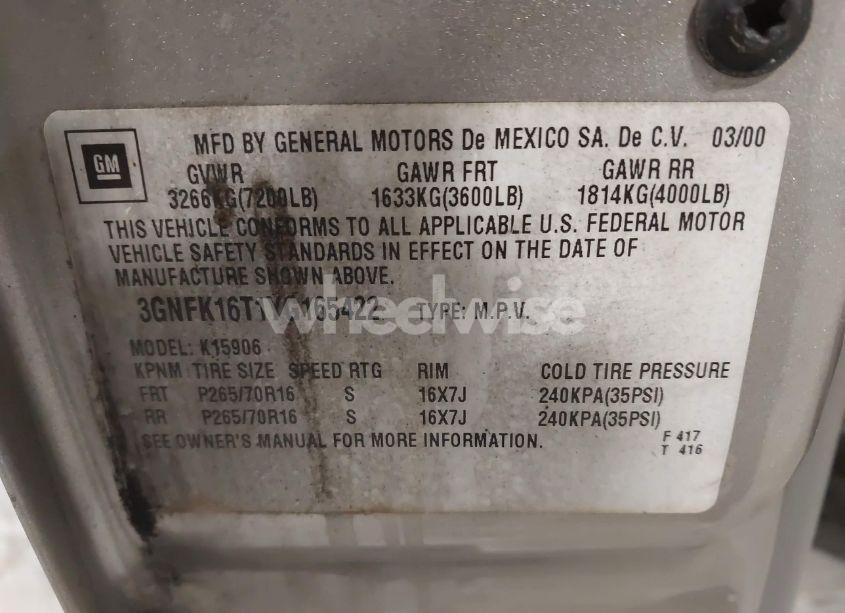 GM
MFD BY GENERAL MOTORS De MEXICO SA. De C.V. 03/00
GVWR GAWR FRT GAWR RR
3266KG(7200LB) 1633KG(3600LB) 1814KG(4000LB)
THIS VEHICLE CONFORMS TO ALL APPLICABLE U.S. FEDERAL MOTOR
VEHICLE SAFETY STANDARDS IN EFFECT ON THE DATE OF
MANUFACTURE SHOWN ABOVE.
TYPE: M.P.V.
wheelwise
MODEL: K15906
KPNM TIRE SIZE SPEED RTG RIM COLD TIRE PRESSURE
FRT P265/70R16 S 16X7J 240KPA(35PSI)
RR P265/70R16 S 16X7J 240KPA(35PSI)
SEE OWNER'S MANUAL FOR MORE INFORMATION.
F 417
T 416